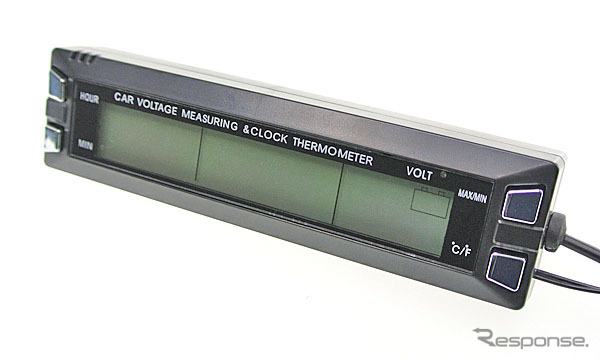 HOUR
CAR VOLTAGE MEASURING &CLOCK THERMOMETER
VOLT
MAX/MIN
MIN
°C/°F
Response.